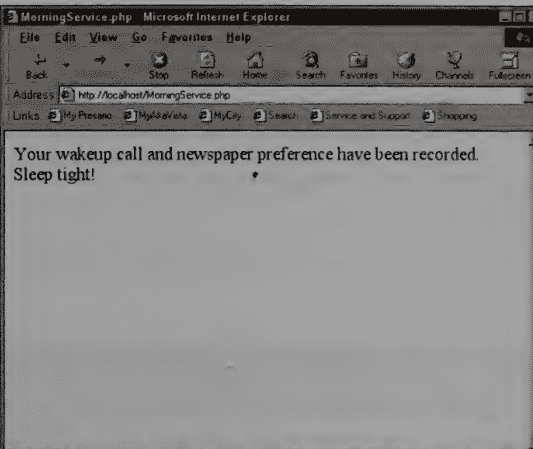 MorningService.php Microsoft Internet Explorer
File Edit View Go Favorites Help
Back Stop Refresh Home Search Favorites History Channels Fullscreen
Address http://localhost/MorningService.php
Links My Presario MyAltaVista MyCity Search Service and Support Shopping
Your wakeup call and newspaper preference have been recorded.
Sleep tight!